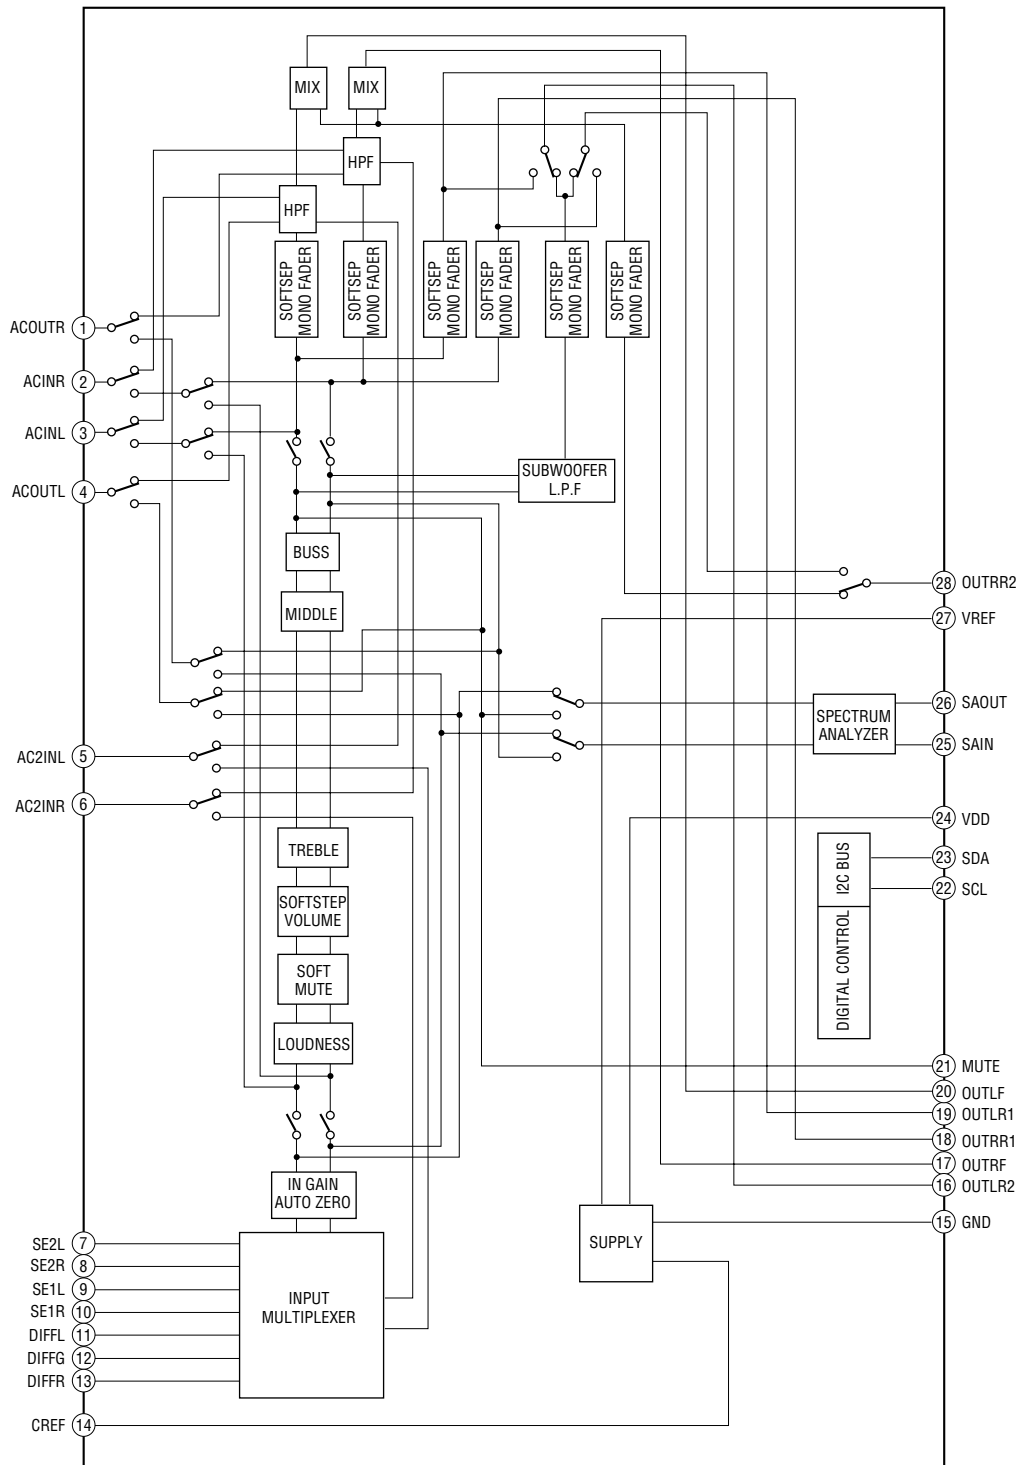 MIX
MIX
HPF
HPF
SOFTSEP
MONO FADER
SOFTSEP
MONO FADER
SOFTSEP
MONO FADER
SOFTSEP
MONO FADER
SOFTSEP
MONO FADER
SOFTSEP
MONO FADER
ACOUTR 1
ACINR 2
ACINL 3
ACOUTL 4
SUBWOOFER
L.P.F
BUSS
MIDDLE
28 OUTRR2
27 VREF
SPECTRUM
ANALYZER
26 SAOUT
25 SAIN
AC2INL 5
AC2INR 6
24 VDD
23 SDA
22 SCL
I2C BUS
DIGITAL CONTROL
TREBLE
SOFTSTEP
VOLUME
SOFT
MUTE
LOUDNESS
21 MUTE
20 OUTLF
19 OUTLR1
18 OUTRR1
17 OUTRF
16 OUTLR2
15 GND
IN GAIN
AUTO ZERO
SUPPLY
INPUT
MULTIPLEXER
SE2L 7
SE2R 8
SE1L 9
SE1R 10
DIFFL 11
DIFFG 12
DIFFR 13
CREF 14